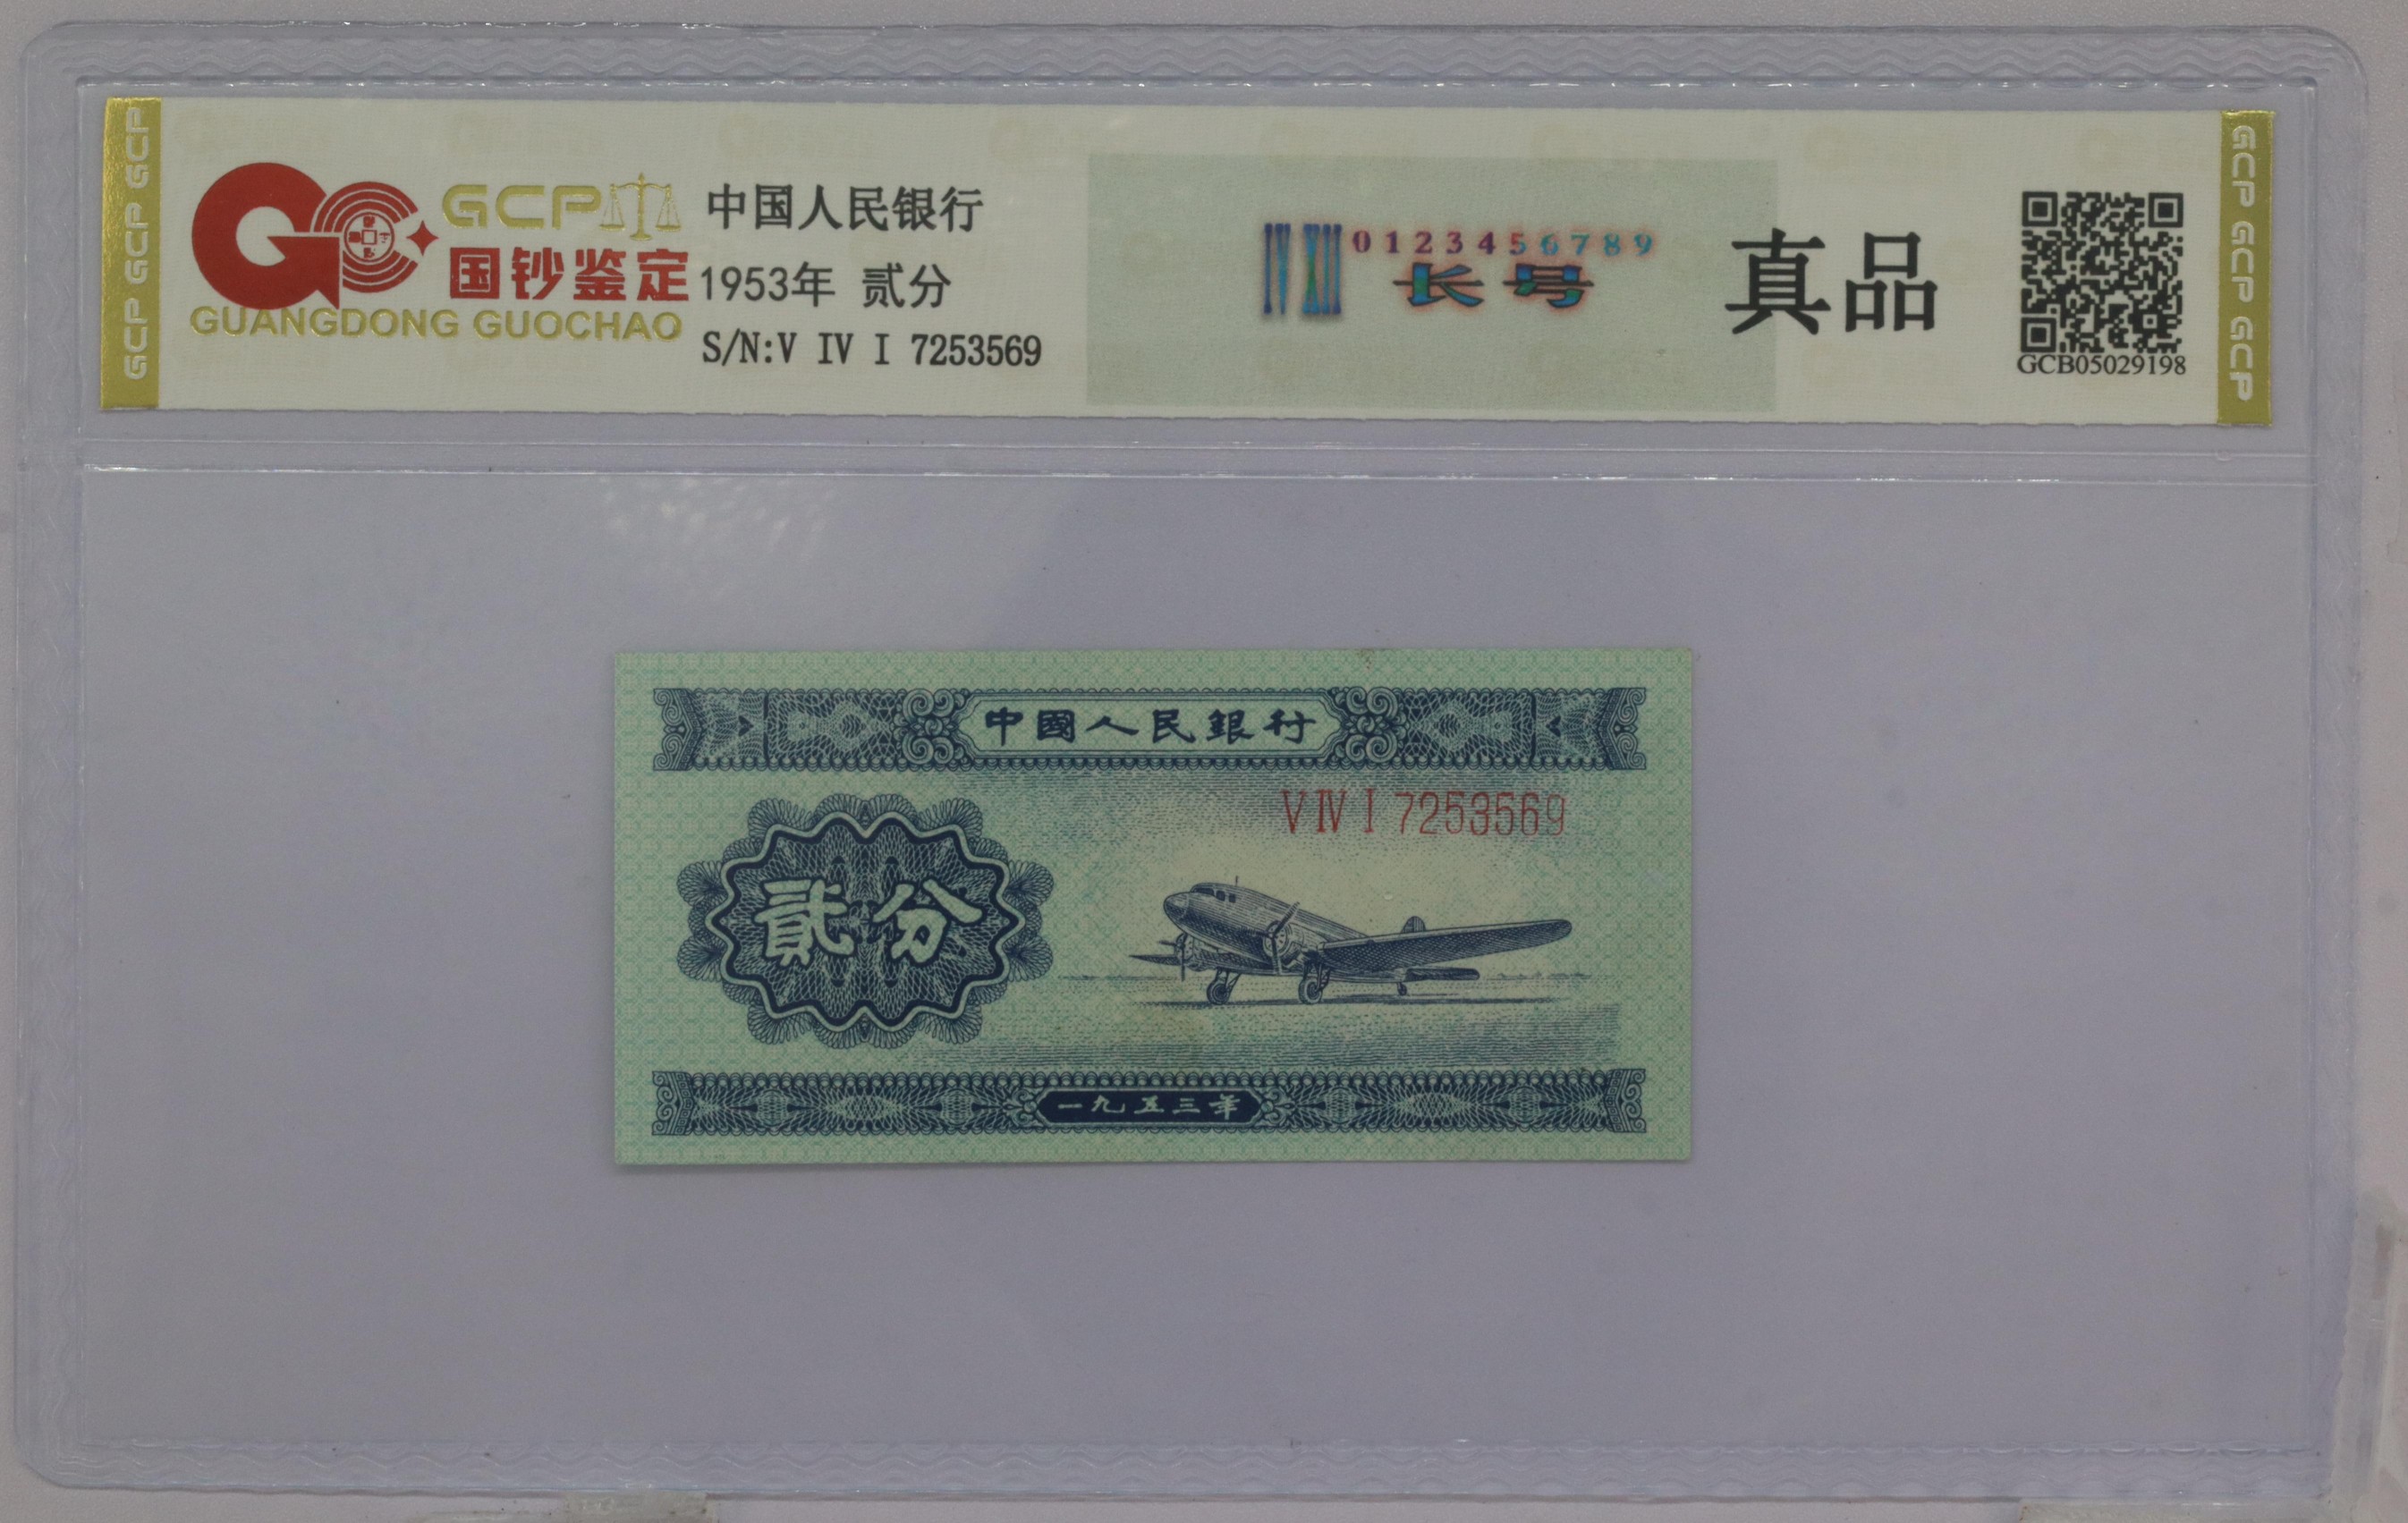 GCP GCP GCP
GCP
国钞鉴定
GUANGDONG GUOCHAO
中国人民银行
1953年 贰分
S/N:V IV I 7253569
IV XII 0123456789
长号
真品
GCB05029198
GCP GCP GCP
中國人民銀行
V IV I 7253569
貳分
一九五三年